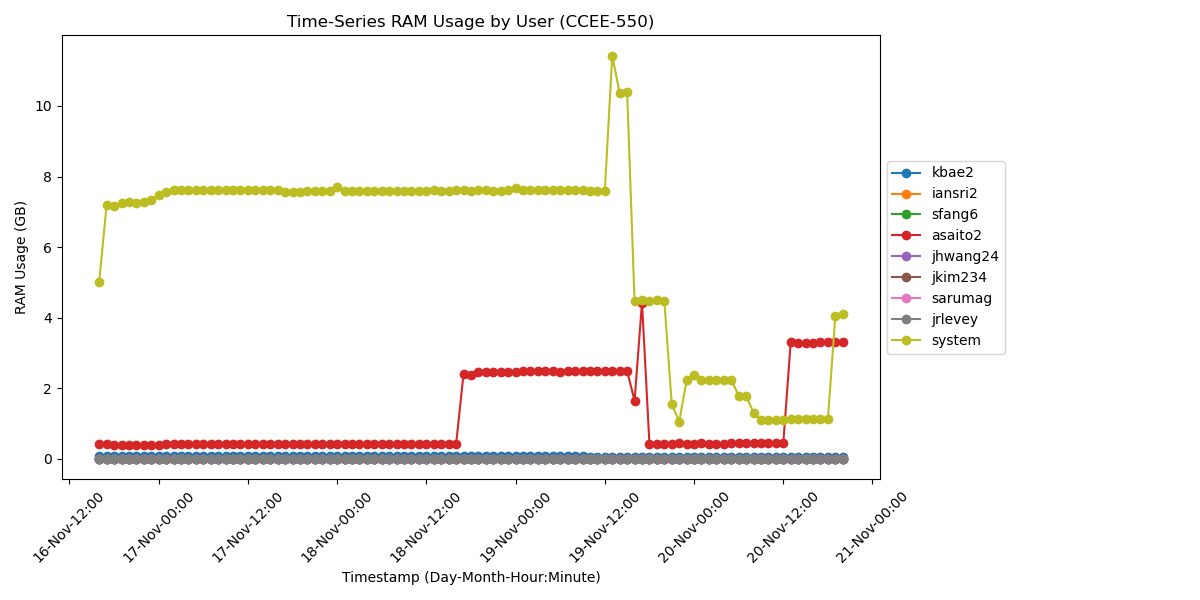 Time-Series RAM Usage by User (CCEE-550)
RAM Usage (GB)
10
8
6
4
2
0
16-Nov-12:00
17-Nov-00:00
17-Nov-12:00
18-Nov-00:00
18-Nov-12:00
19-Nov-00:00
19-Nov-12:00
20-Nov-00:00
20-Nov-12:00
21-Nov-00:00
Timestamp (Day-Month-Hour:Minute)
kbae2
iansri2
sfang6
asaito2
jhwang24
jkim234
sarumag
jrlevey
system